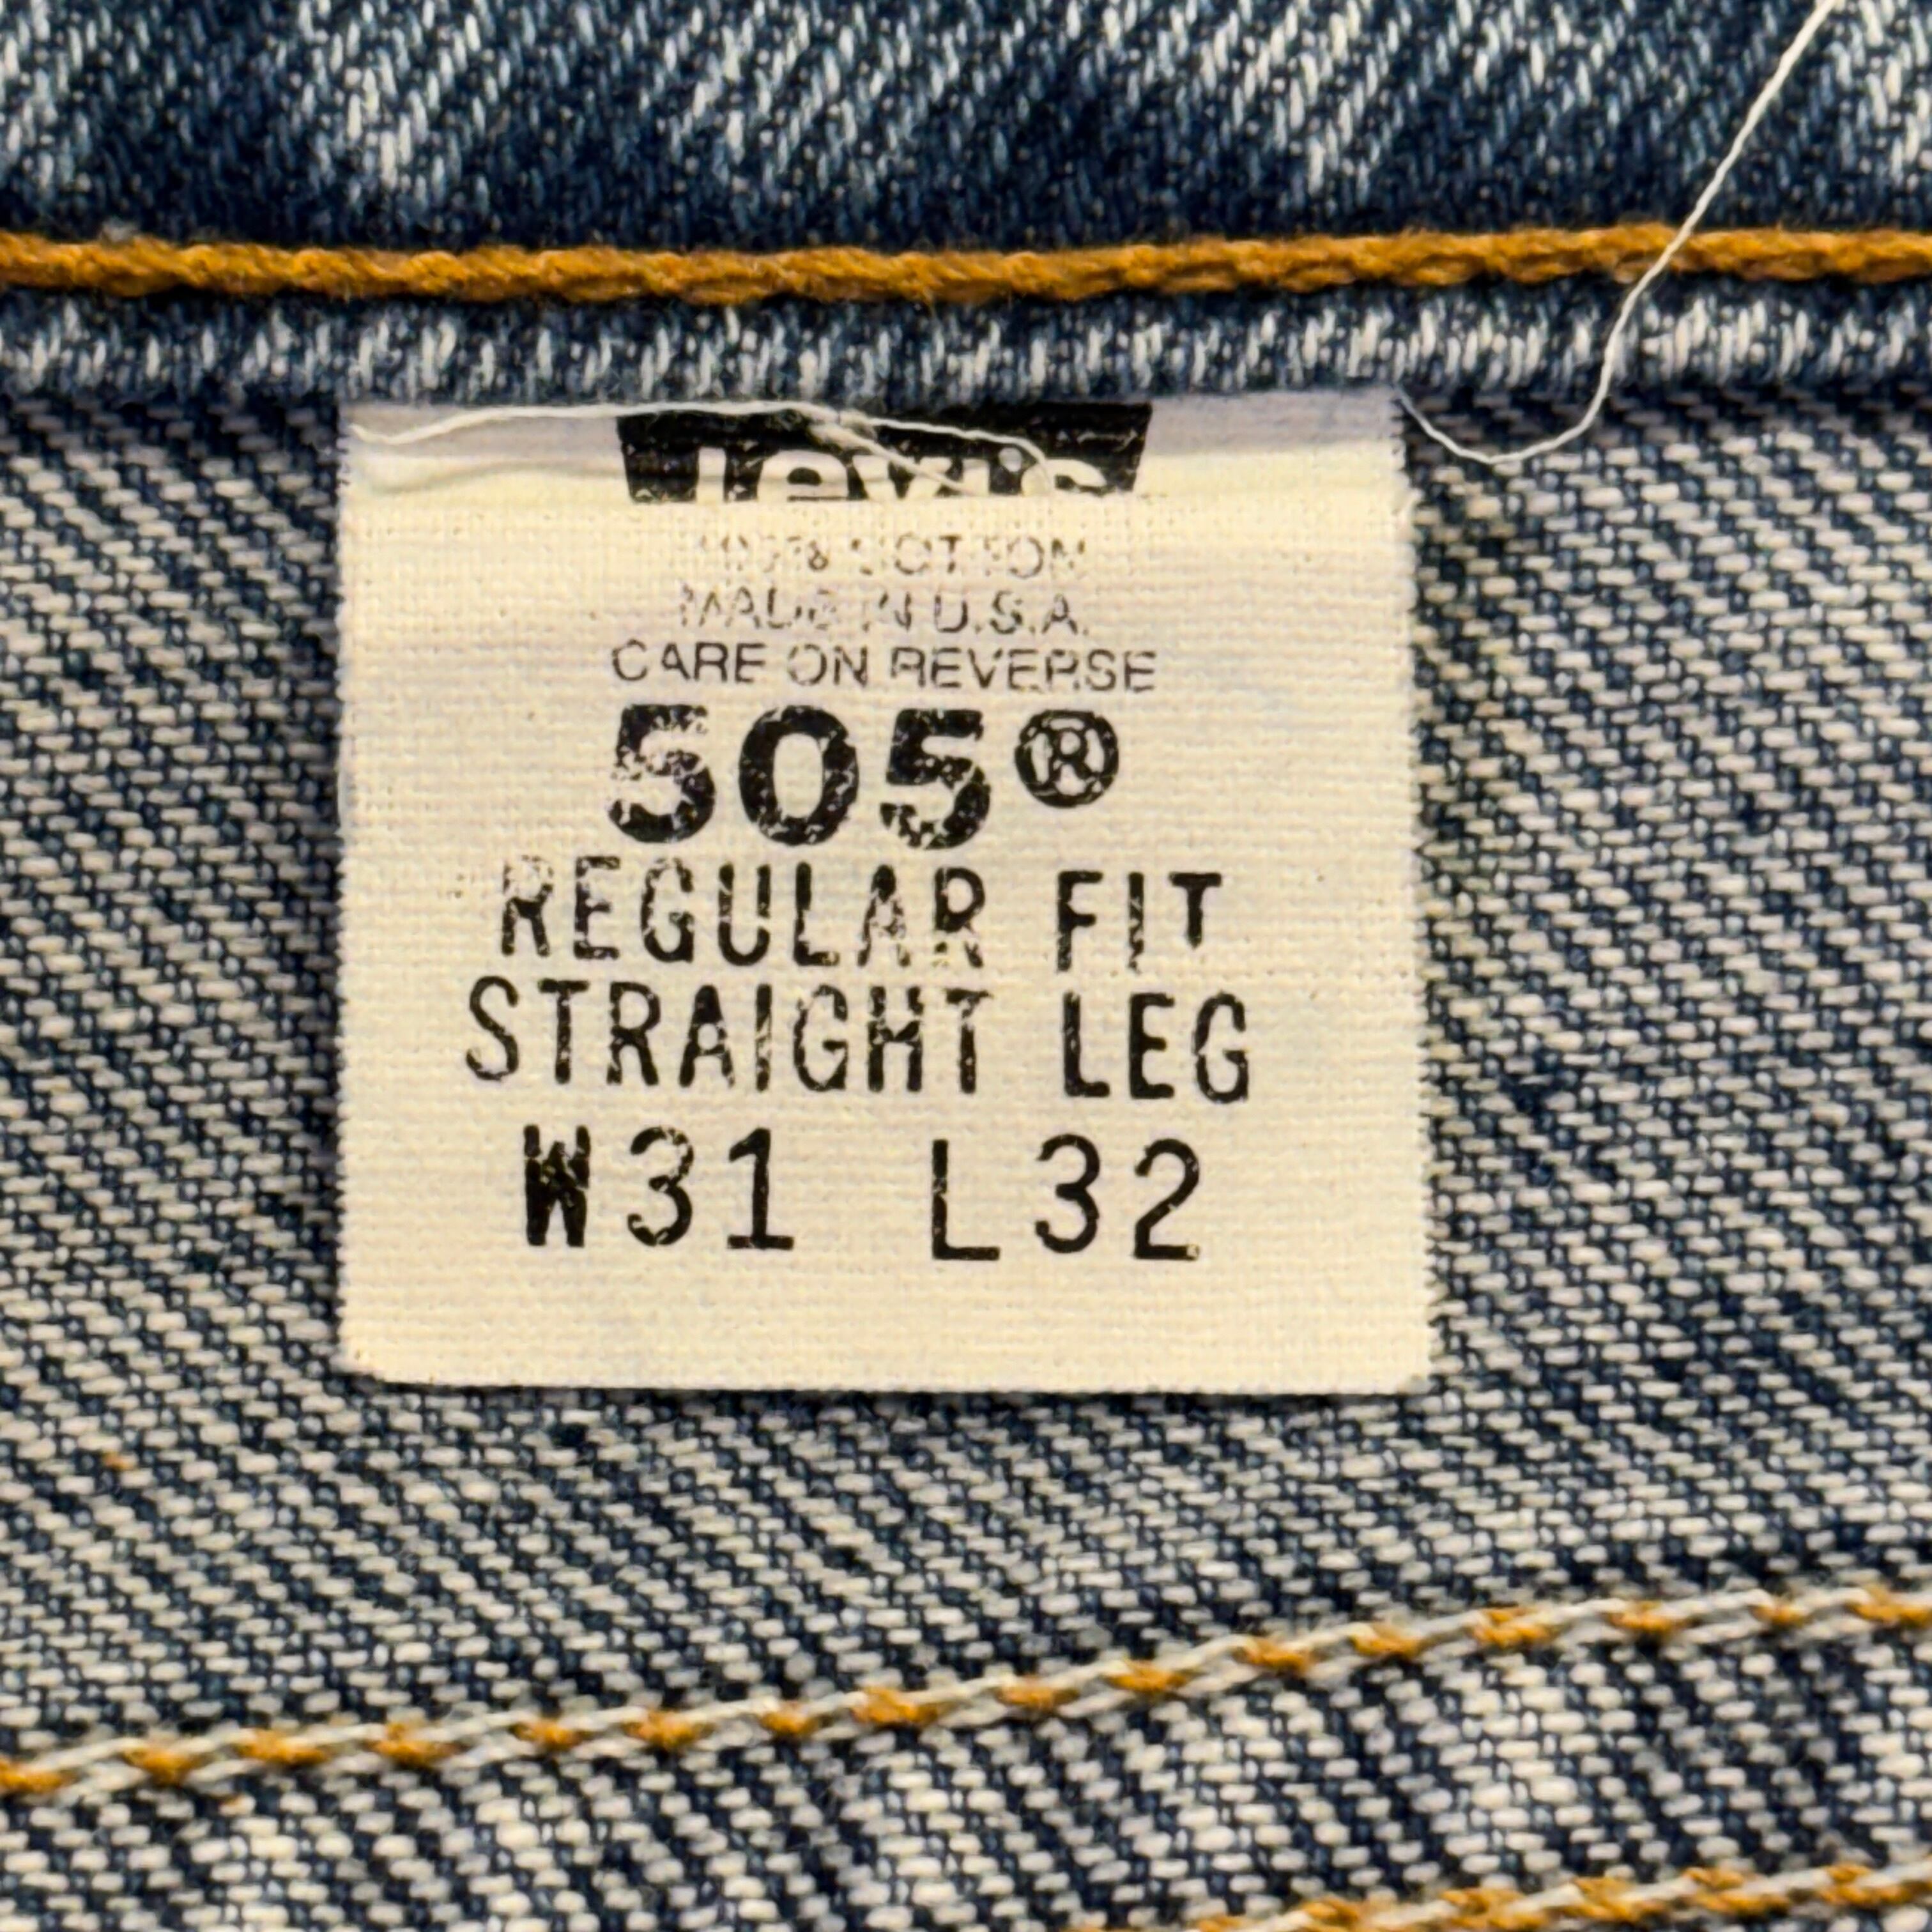 Levi's
100% COTTON
MADE IN U.S.A.
CARE ON REVERSE
505®
REGULAR FIT
STRAIGHT LEG
W31 L32